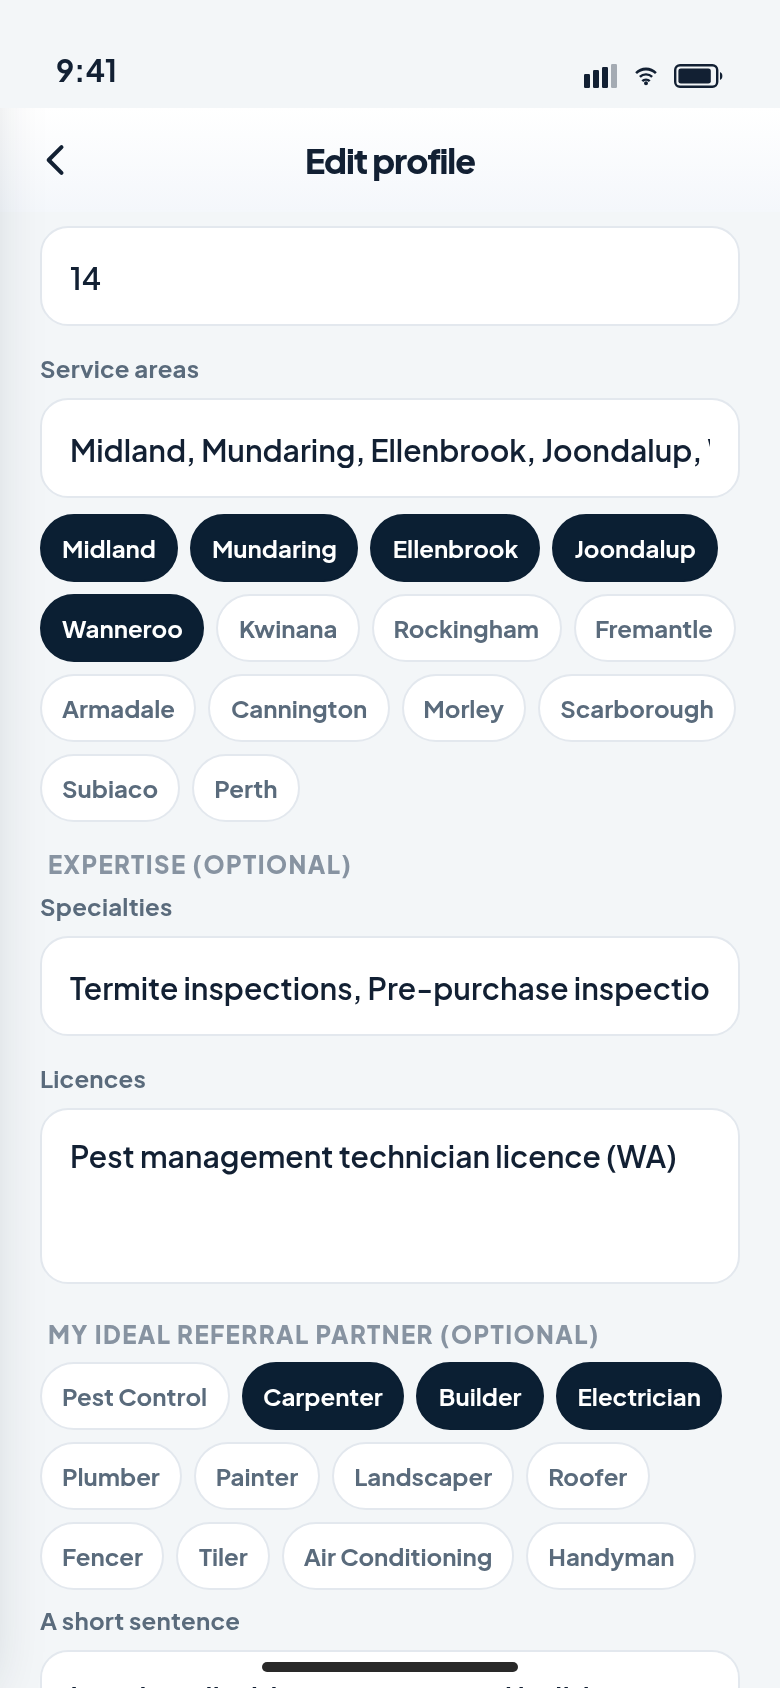 9:41
Edit profile
14
Service areas
Midland, Mundaring, Ellenbrook, Joondalup,
Midland Mundaring Ellenbrook Joondalup
Wanneroo Kwinana Rockingham Fremantle
Armadale Cannington Morley Scarborough
Subiaco Perth
EXPERTISE (OPTIONAL)
Specialties
Termite inspections, Pre-purchase inspectio
Licences
Pest management technician licence (WA)
MY IDEAL REFERRAL PARTNER (OPTIONAL)
Pest Control Carpenter Builder Electrician
Plumber Painter Landscaper Roofer
Fencer Tiler Air Conditioning Handyman
A short sentence